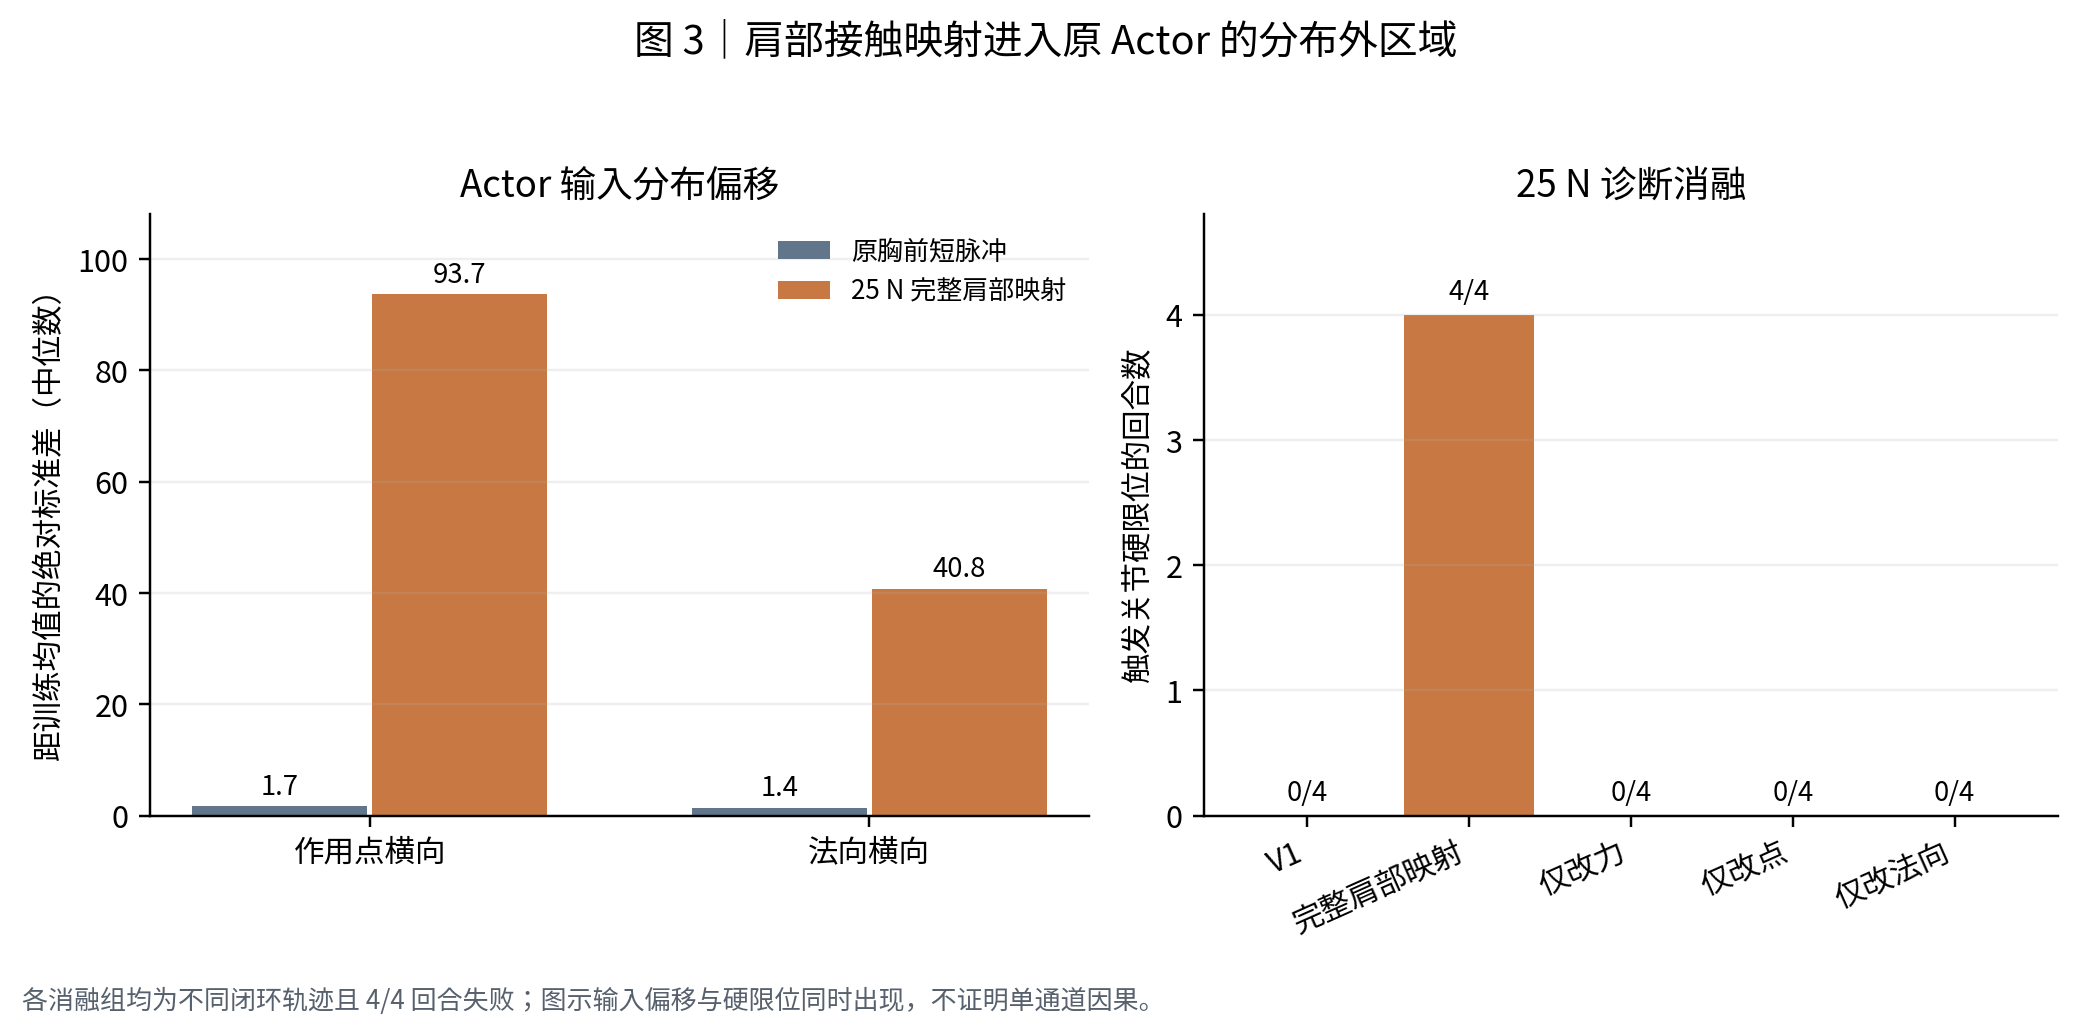 图 3｜肩部接触映射进入原 Actor 的分布外区域
Actor 输入分布偏移
距训练均值的绝对标准差（中位数）
100
80
60
40
20
0
原胸前短脉冲
25 N 完整肩部映射
1.7
93.7
1.4
40.8
作用点横向
法向横向
25 N 诊断消融
触发关节硬限位的回合数
4
3
2
1
0
0/4
4/4
0/4
0/4
0/4
V1
完整肩部映射
仅改力
仅改点
仅改法向
各消融组均为不同闭环轨迹且 4/4 回合失败；图示输入偏移与硬限位同时出现，不证明单通道因果。